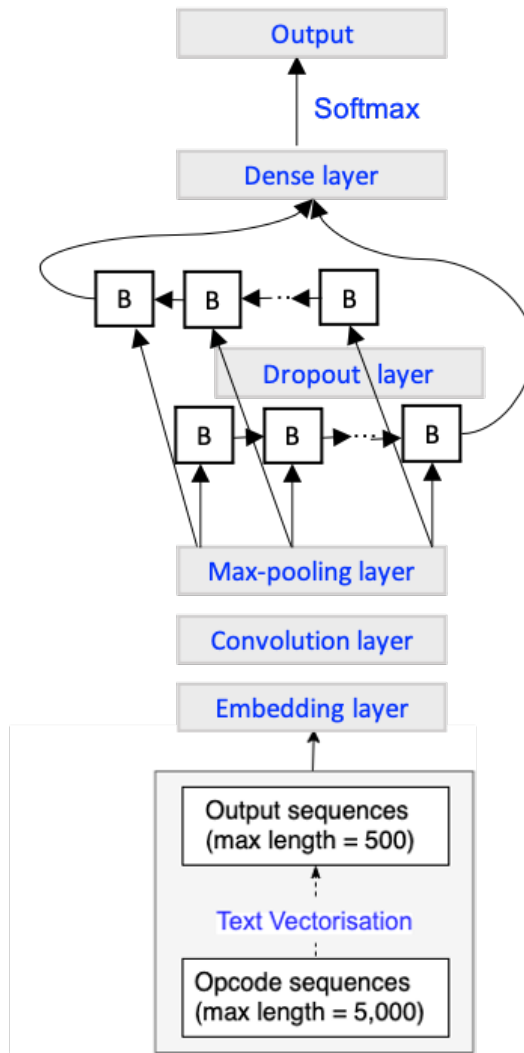 Output
Softmax
Dense layer
B B ··· B
Dropout layer
B B ··· B
Max-pooling layer
Convolution layer
Embedding layer
Output sequences
(max length = 500)
Text Vectorisation
Opcode sequences
(max length = 5,000)